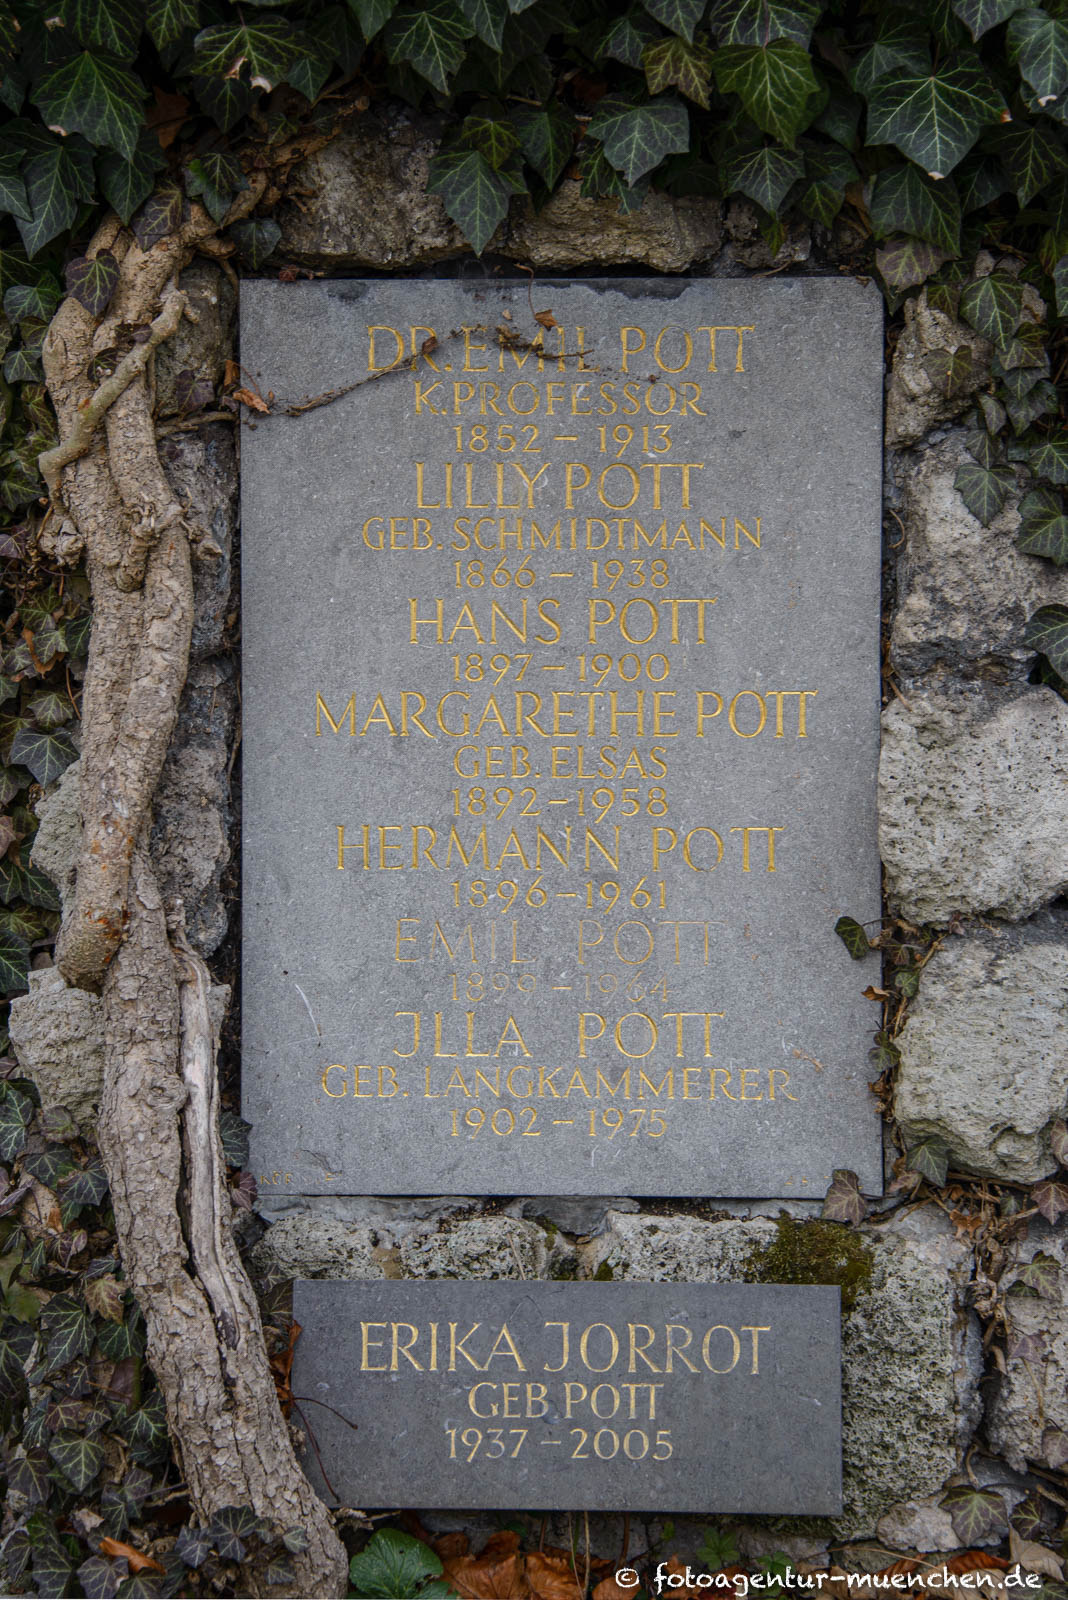 DR. EMIL POTT
K. PROFESSOR
1852 – 1913
LILLY POTT
GEB. SCHMIDTMANN
1866 – 1938
HANS POTT
1897 – 1900
MARGARETHE POTT
GEB. ELSAS
1892 – 1958
HERMANN POTT
1896 – 1961
EMIL POTT
1899 – 1964
JLLA POTT
GEB. LANGKAMMERER
1902 – 1975
ERIKA JORROT
GEB. POTT
1937 – 2005
© fotoagentur-muenchen.de